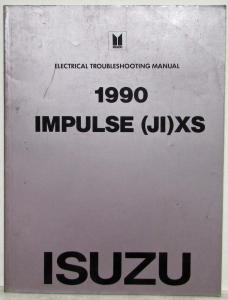 ELECTRICAL TROUBLESHOOTING MANUAL
1990
IMPULSE (JI)XS
ISUZU